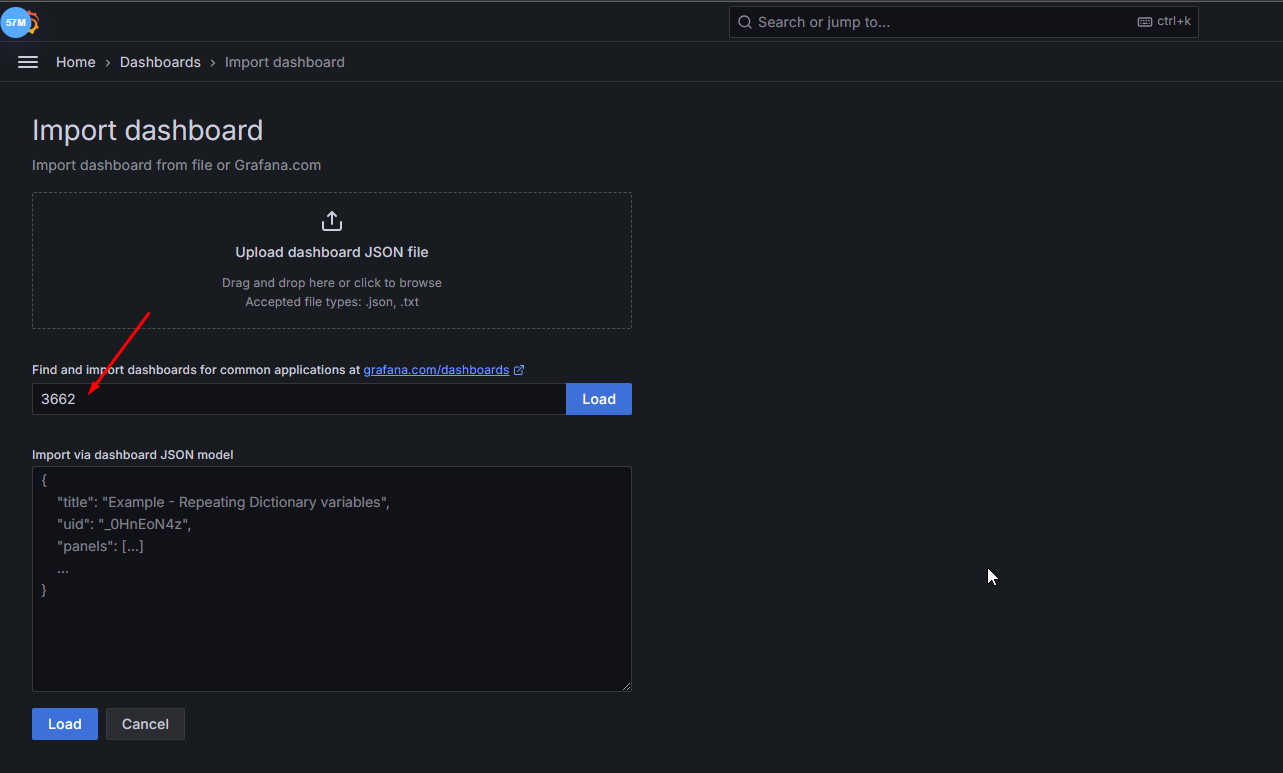 57M
Search or jump to...
ctrl+k
Home › Dashboards › Import dashboard
Import dashboard
Import dashboard from file or Grafana.com
Upload dashboard JSON file
Drag and drop here or click to browse
Accepted file types: .json, .txt
Find and import dashboards for common applications at grafana.com/dashboards
3662
Load
Import via dashboard JSON model
{
"title": "Example - Repeating Dictionary variables",
"uid": "_0HnEoN4z",
"panels": [...]
...
}
Load
Cancel